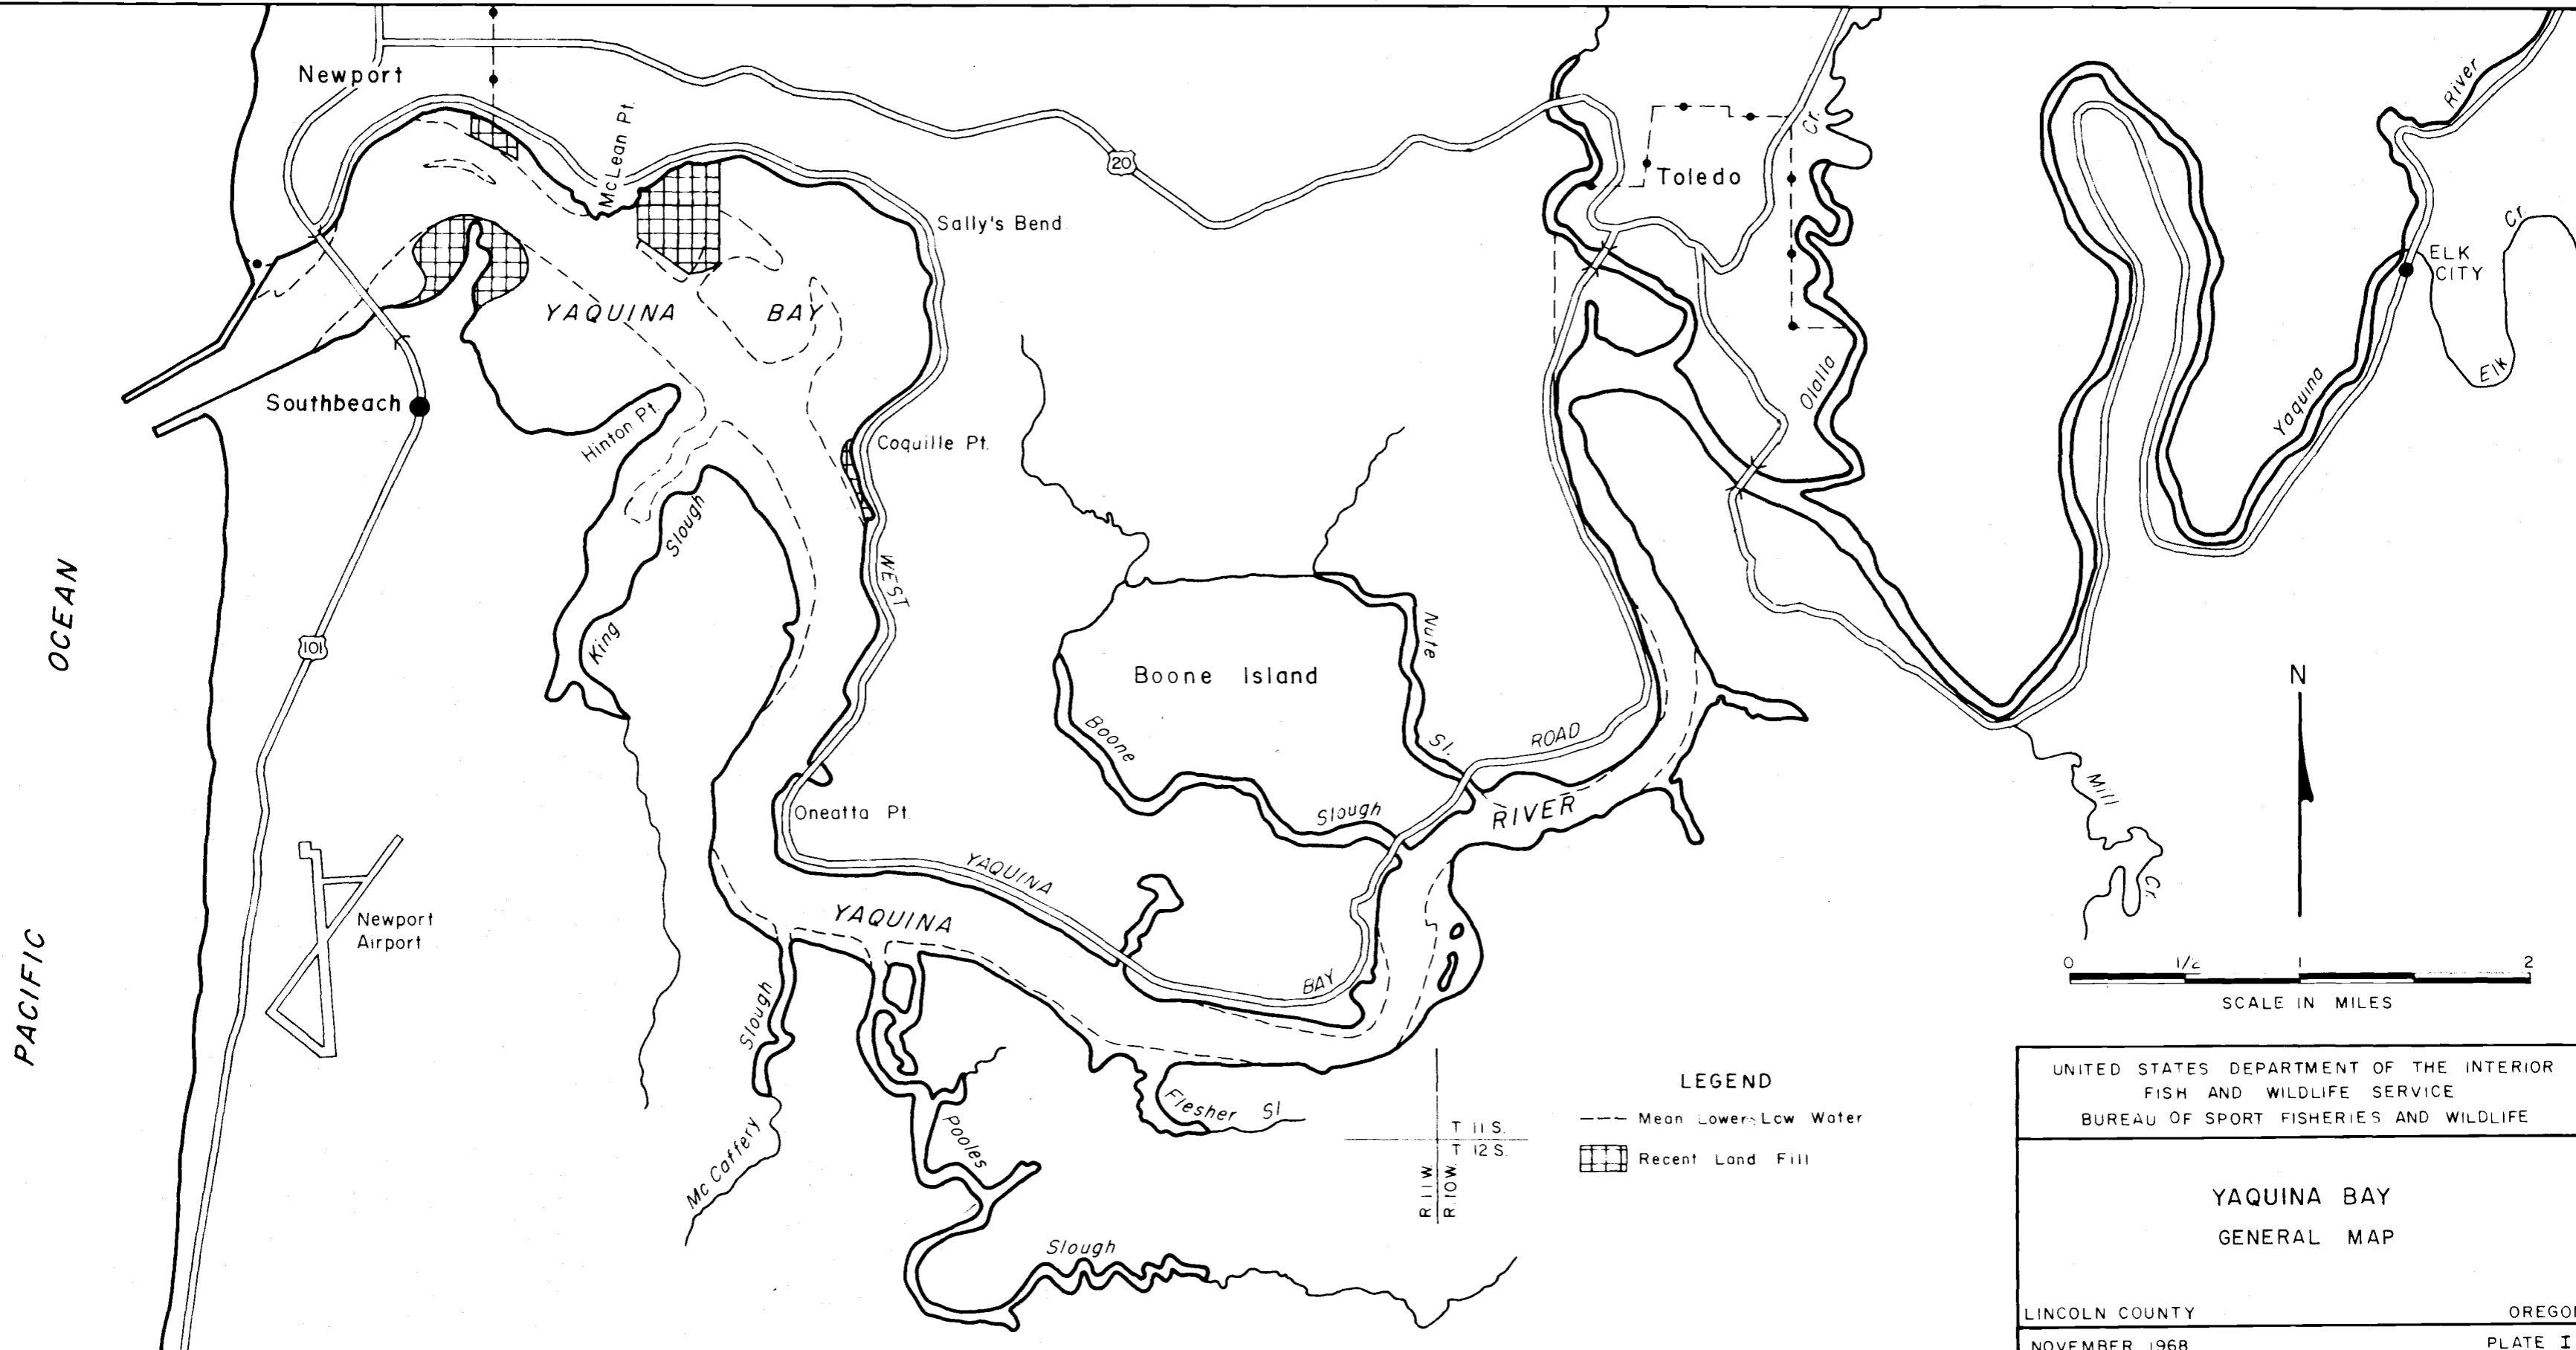 Newport
McLean Pt.
20
Toledo
Cr.
River
Sally's Bend
Cr.
ELK
CITY
Elk
YAQUINA BAY
Southbeach
Hinton Pt.
Coquille Pt.
Olalla
Yaquina
King Slough
WEST
OCEAN
101
Nute Sl.
Boone Island
Boone Slough
ROAD
RIVER
Oneatta Pt.
YAQUINA
YAQUINA
BAY
Mill Cr.
N
0 1/2 1 2
SCALE IN MILES
Newport
Airport
PACIFIC
Mc Caffery Slough
Pooles Slough
Flesher Sl
T 11 S.
T 12 S.
R 11 W.
R. 10 W.
LEGEND
Mean Lower-Low Water
Recent Land Fill
UNITED STATES DEPARTMENT OF THE INTERIOR
FISH AND WILDLIFE SERVICE
BUREAU OF SPORT FISHERIES AND WILDLIFE
YAQUINA BAY
GENERAL MAP
LINCOLN COUNTY OREGON
NOVEMBER 1968 PLATE I